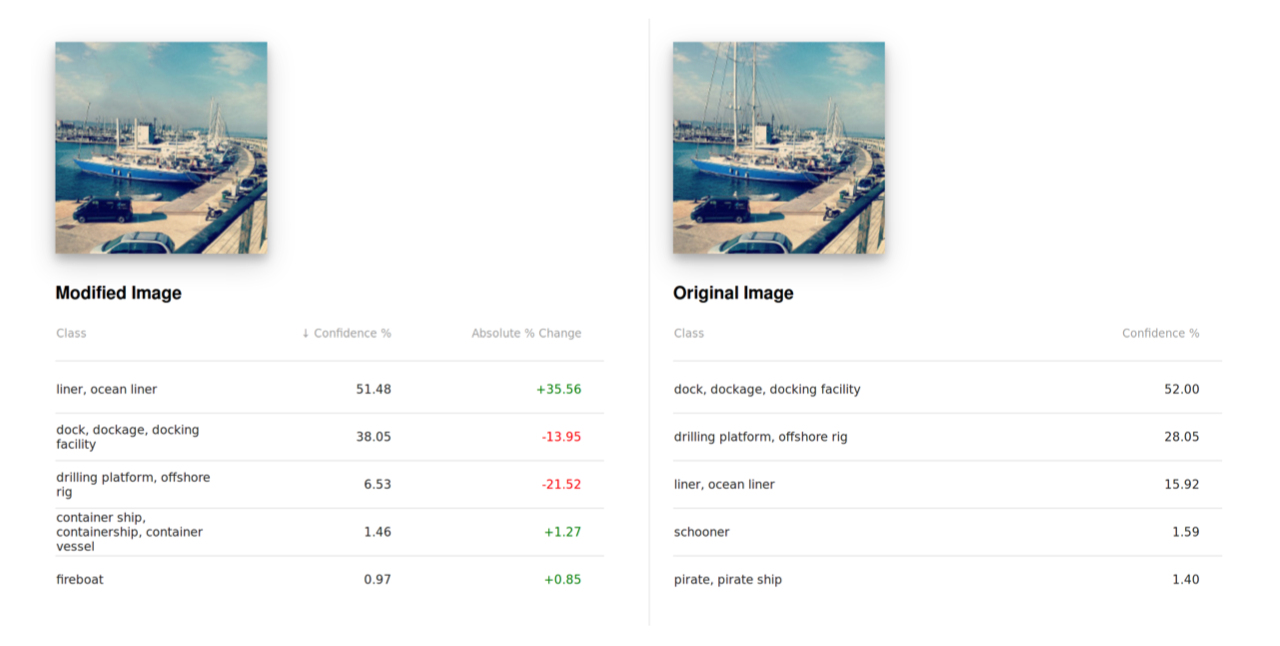 Modified Image
Class ↓ Confidence % Absolute % Change
liner, ocean liner 51.48 +35.56
dock, dockage, docking
facility 38.05 -13.95
drilling platform, offshore
rig 6.53 -21.52
container ship,
containership, container
vessel 1.46 +1.27
fireboat 0.97 +0.85
Original Image
Class Confidence %
dock, dockage, docking facility 52.00
drilling platform, offshore rig 28.05
liner, ocean liner 15.92
schooner 1.59
pirate, pirate ship 1.40